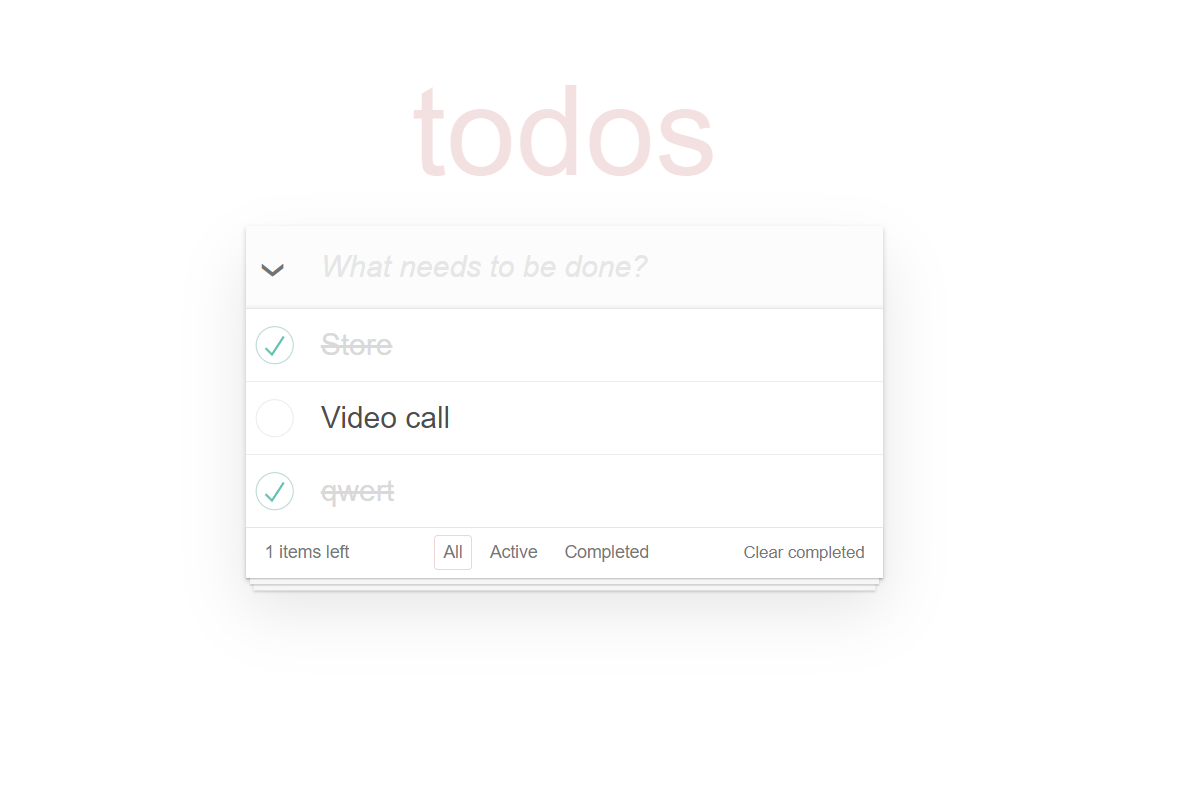 todos
What needs to be done?
Store
Video call
qwert
1 items left All Active Completed Clear completed